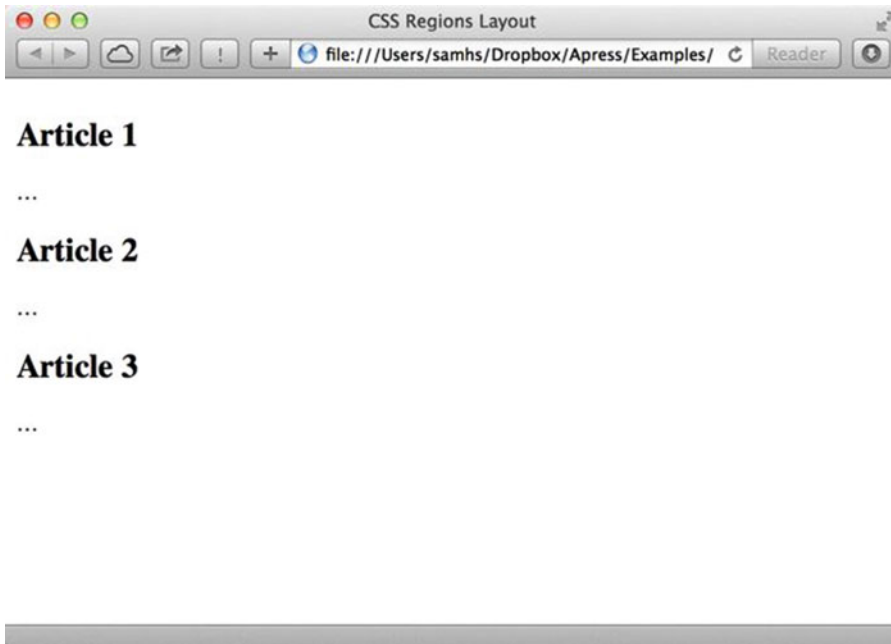 CSS Regions Layout
! + file:///Users/samhs/Dropbox/Apress/Examples/ Reader
Article 1
...
Article 2
...
Article 3
...